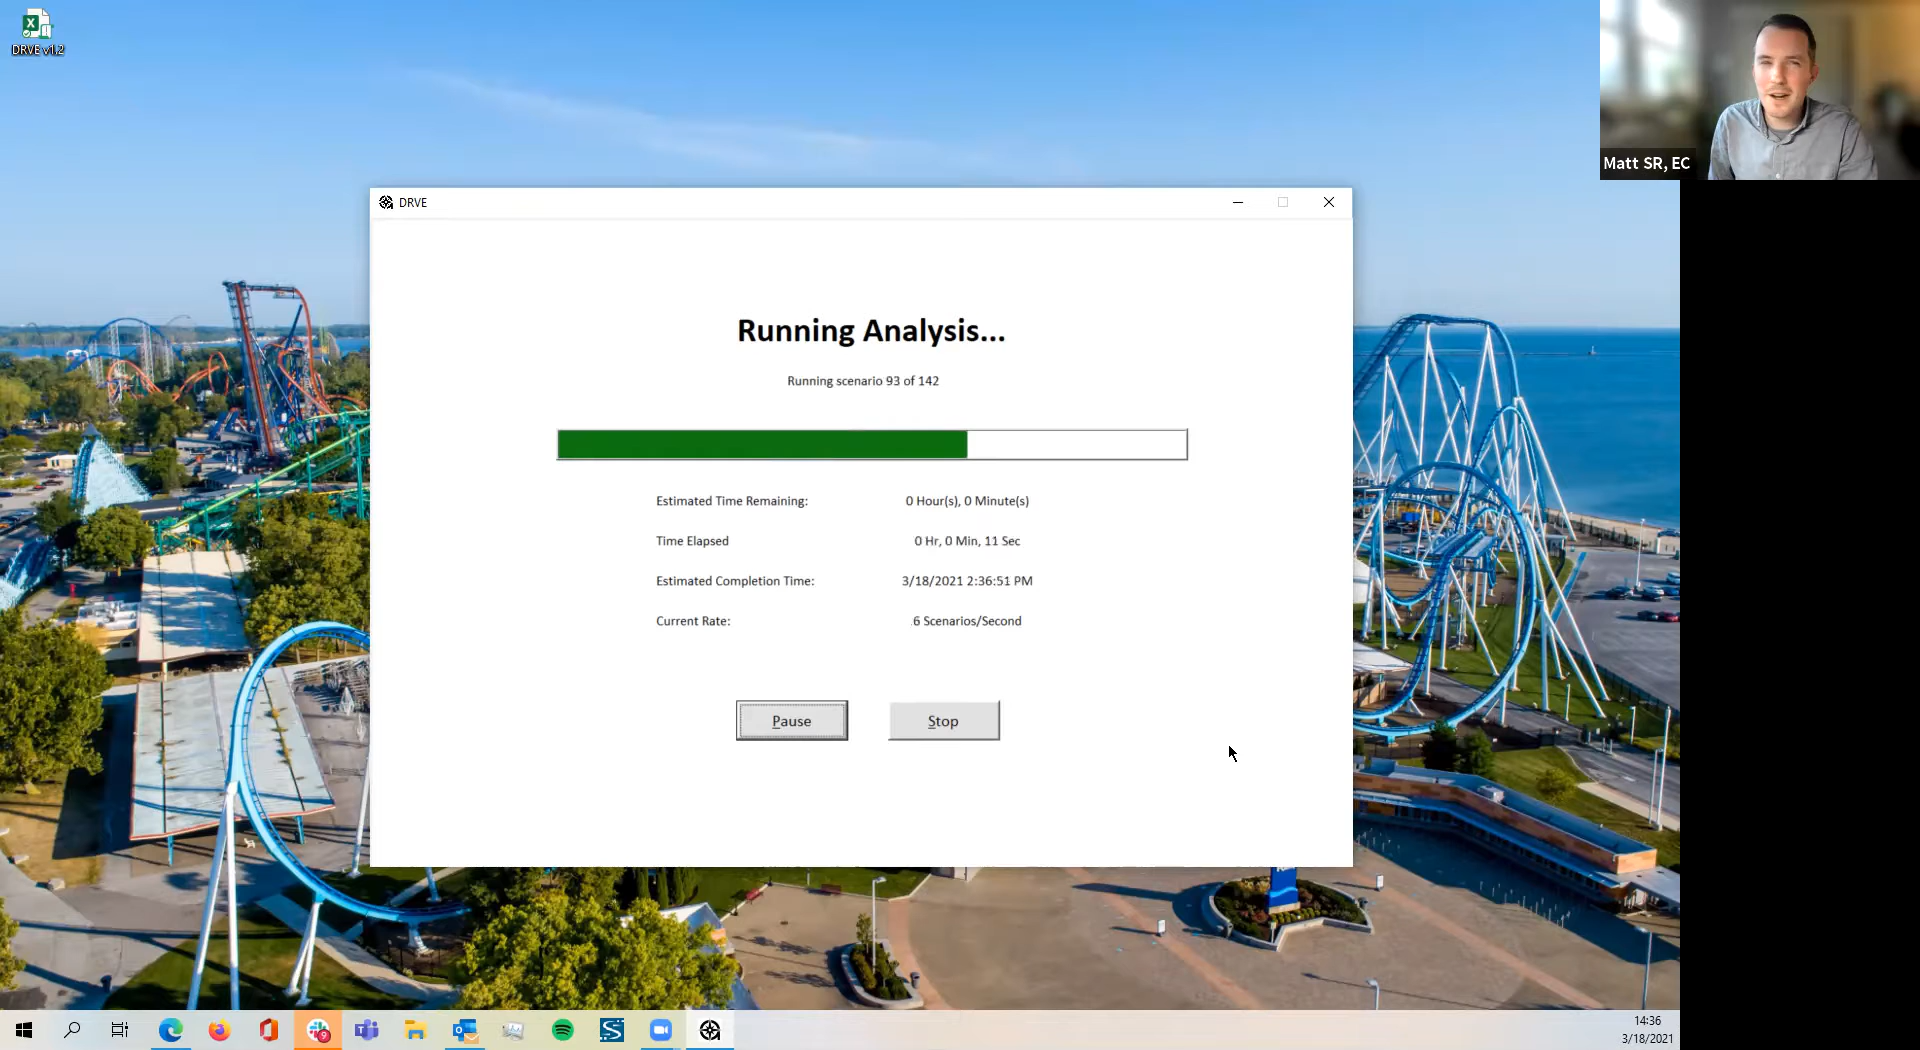 DRVE v1.2
Matt SR, EC
DRVE
Running Analysis...
Running scenario 93 of 142
Estimated Time Remaining: 0 Hour(s), 0 Minute(s)
Time Elapsed 0 Hr, 0 Min, 11 Sec
Estimated Completion Time: 3/18/2021 2:36:51 PM
Current Rate: .6 Scenarios/Second
Pause
Stop
9
14:36
3/18/2021